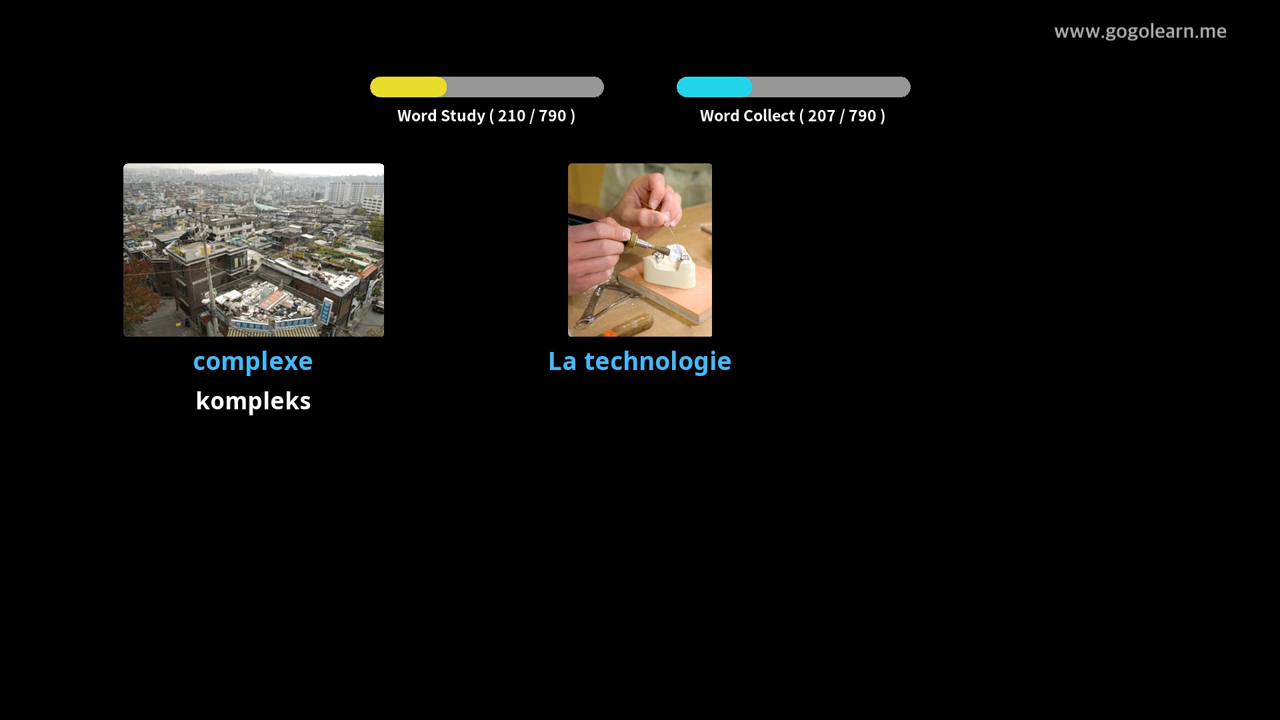 www.gogolearn.me
Word Study ( 210 / 790 )
Word Collect ( 207 / 790 )
complexe
La technologie
kompleks